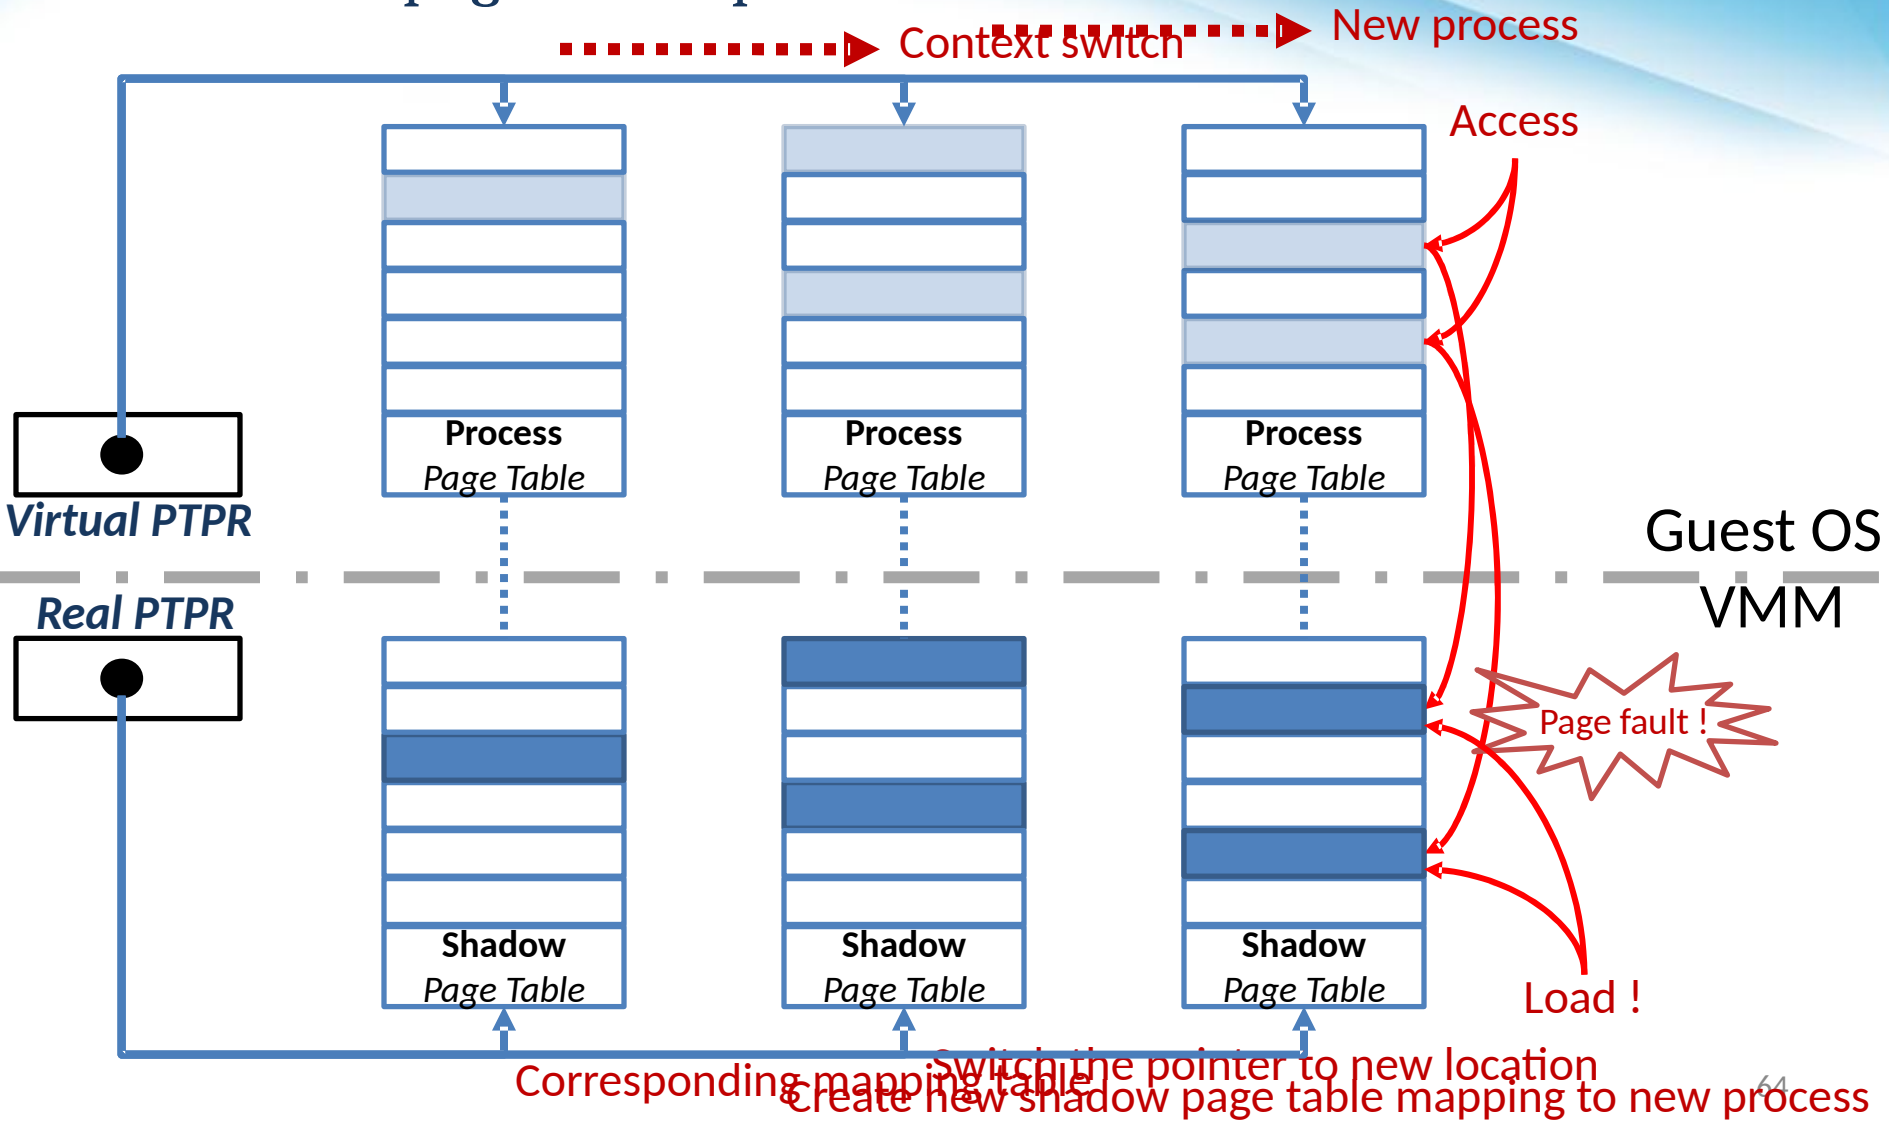 New process
Context switch
Access
Process
Page Table
Process
Page Table
Process
Page Table
Virtual PTPR
Guest OS
Real PTPR
VMM
Page fault !
Shadow
Page Table
Shadow
Page Table
Shadow
Page Table
Load !
Switch the pointer to new location
Corresponding mapping table
Create new shadow page table mapping to new process
64